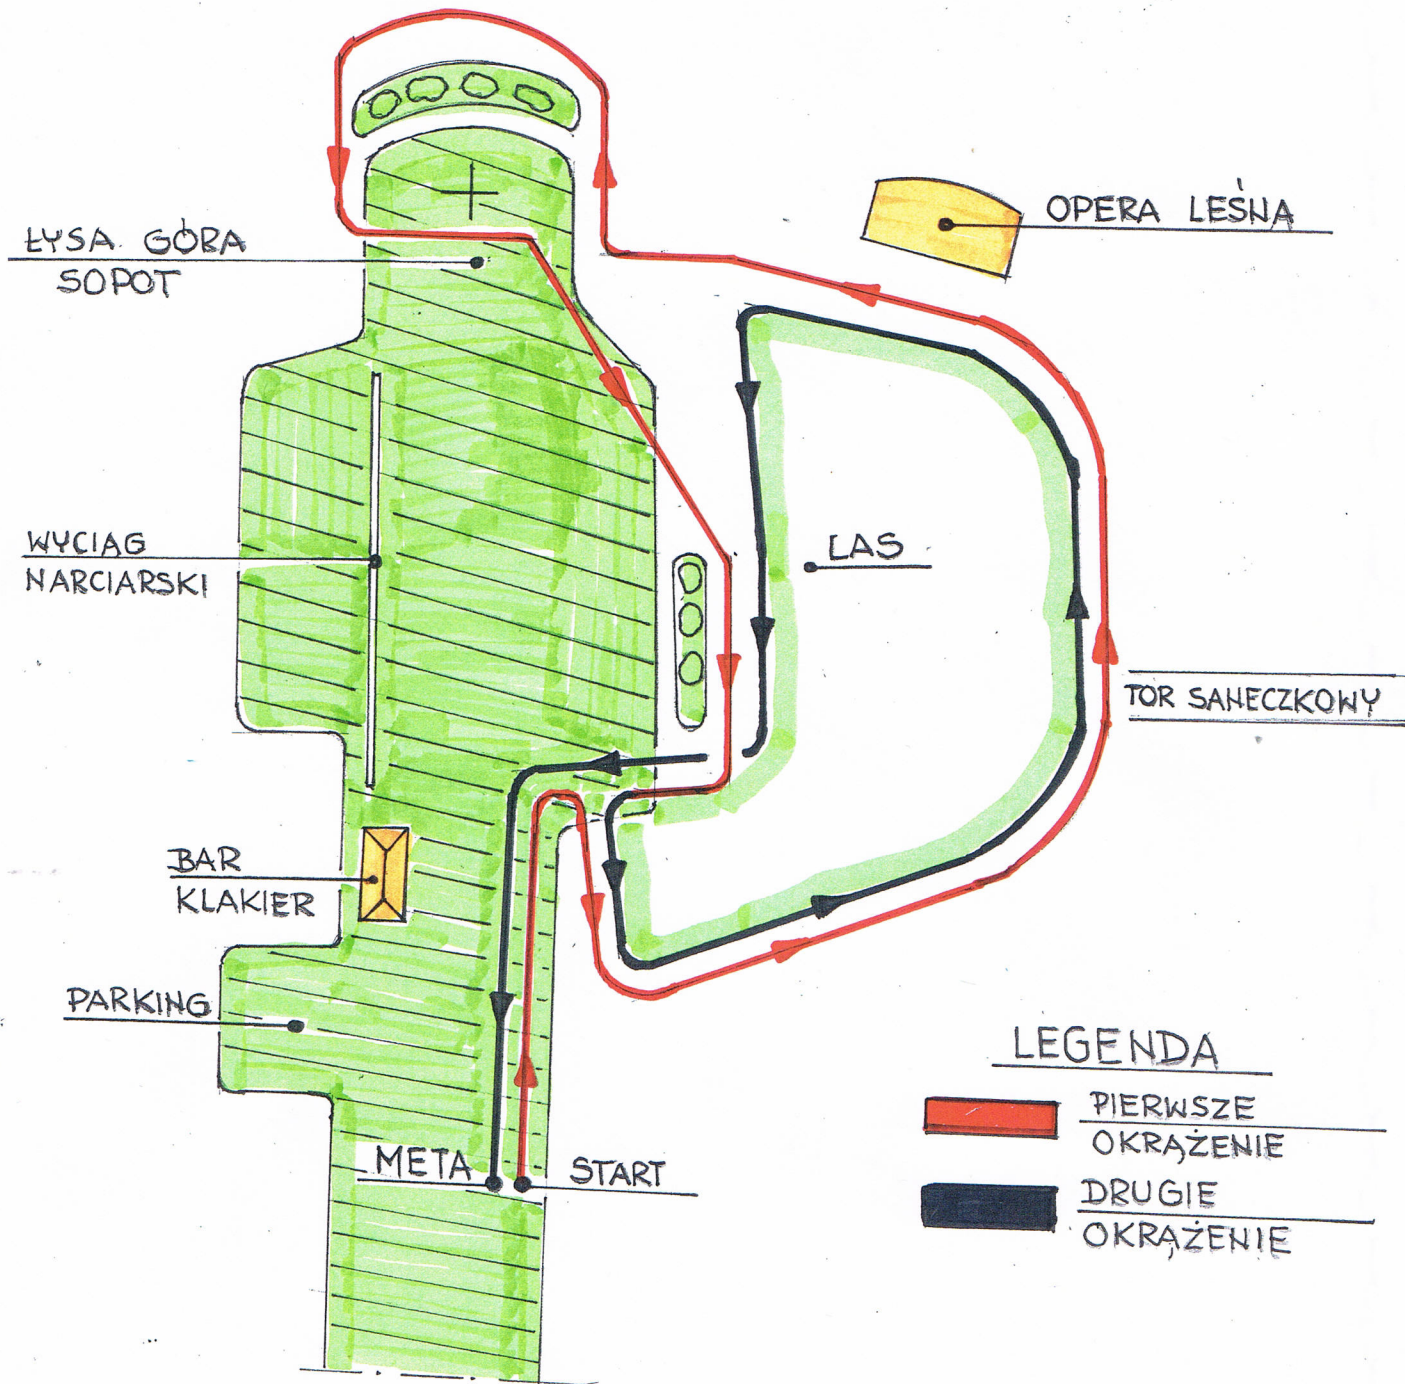 OPERA LEŚNA
ŁYSA GÓRA
SOPOT
WYCIĄG
NARCIARSKI
LAS
TOR SANECZKOWY
BAR
KLAKIER
PARKING
META
START
LEGENDA
PIERWSZE
OKRĄŻENIE
DRUGIE
OKRĄŻENIE